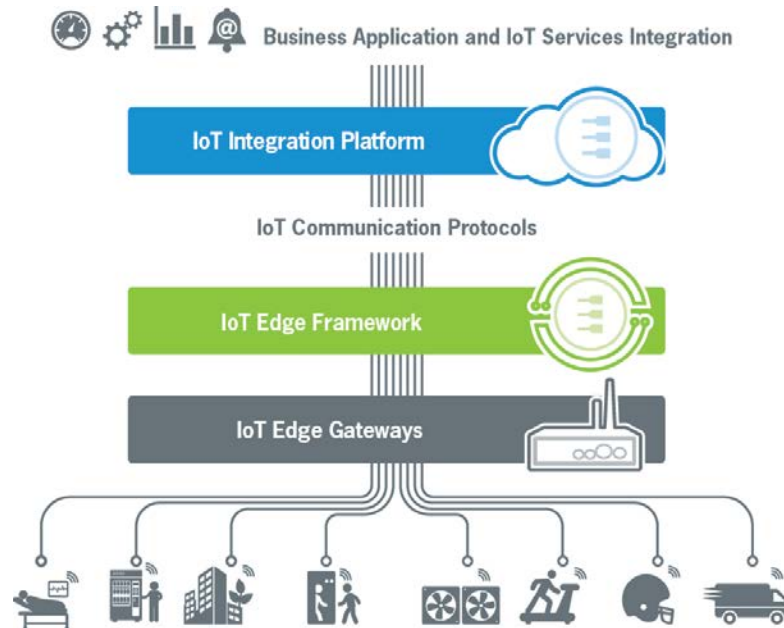 @ Business Application and IoT Services Integration
IoT Integration Platform
IoT Communication Protocols
IoT Edge Framework
IoT Edge Gateways